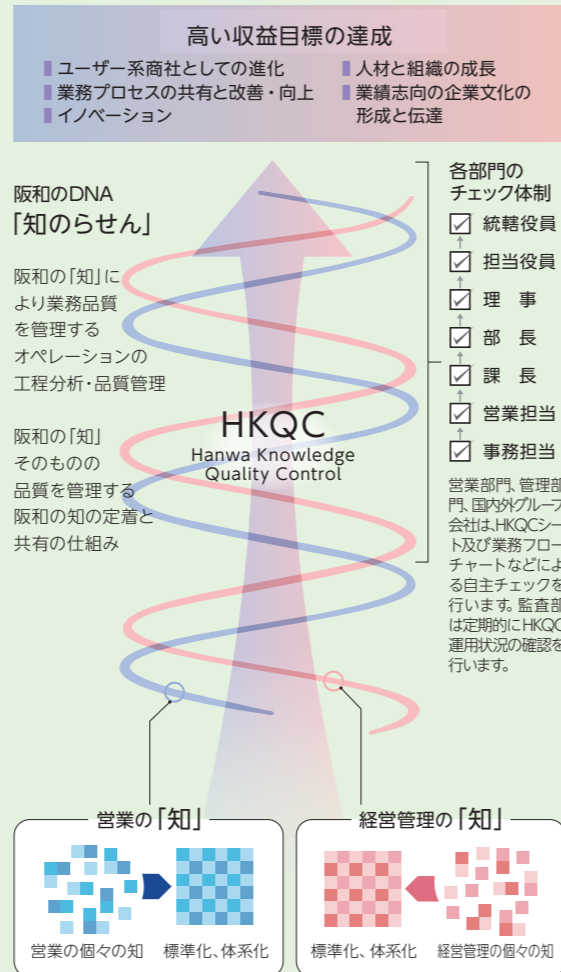 高い収益目標の達成
ユーザー系商社としての進化
業務プロセスの共有と改善・向上
イノベーション
人材と組織の成長
業績志向の企業文化の
形成と伝達
阪和のDNA
「知のらせん」
阪和の「知」に
より業務品質
を管理する
オペレーションの
工程分析・品質管理
阪和の「知」
そのものの
品質を管理する
阪和の知の定着と
共有の仕組み
HKQC
Hanwa Knowledge
Quality Control
各部門の
チェック体制
統轄役員
担当役員
理 事
部 長
課 長
営業担当
事務担当
営業部門、管理部
門、国内外グループ
会社は、HKQCシー
ト及び業務フロー
チャートなどによ
る自主チェックを
行います。監査部
は定期的にHKQC
運用状況の確認を
行います。
営業の「知」
営業の個々の知 標準化、体系化
経営管理の「知」
標準化、体系化 経営管理の個々の知